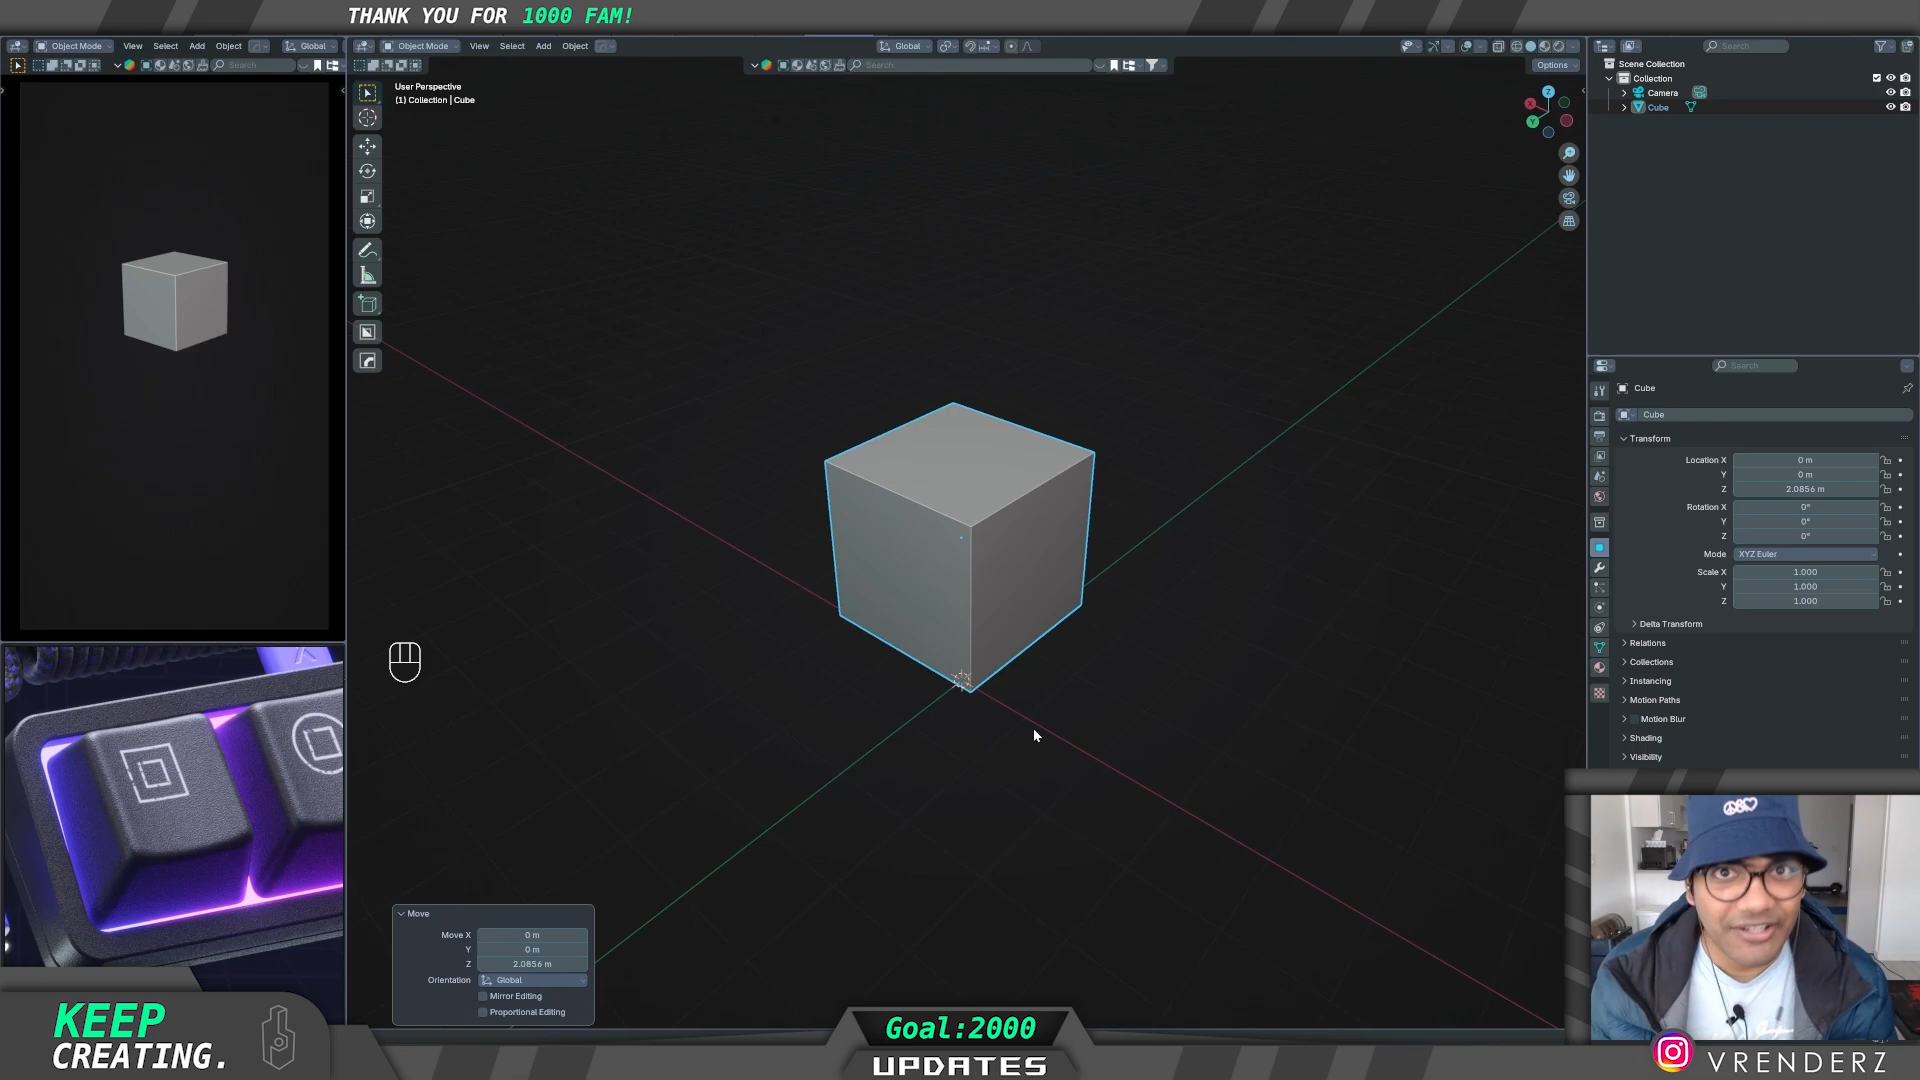 THANK YOU FOR 1000 FAM!
Object Mode View Select Add Object Global
Search
Object Mode View Select Add Object Global
Search
Options
User Perspective
(1) Collection | Cube
Z
X
Y
Search
Scene Collection
Collection
Camera
Cube
Search
Cube
Cube
Transform
Location X 0 m
Y 0 m
Z 2.0856 m
Rotation X 0°
Y 0°
Z 0°
Mode XYZ Euler
Scale X 1.000
Y 1.000
Z 1.000
Delta Transform
Relations
Collections
Instancing
Motion Paths
Motion Blur
Shading
Visibility
Move
Move X 0 m
Y 0 m
Z 2.0856 m
Orientation Global
Mirror Editing
Proportional Editing
KEEP
CREATING.
Goal:2000
UPDATES
VRENDERZ